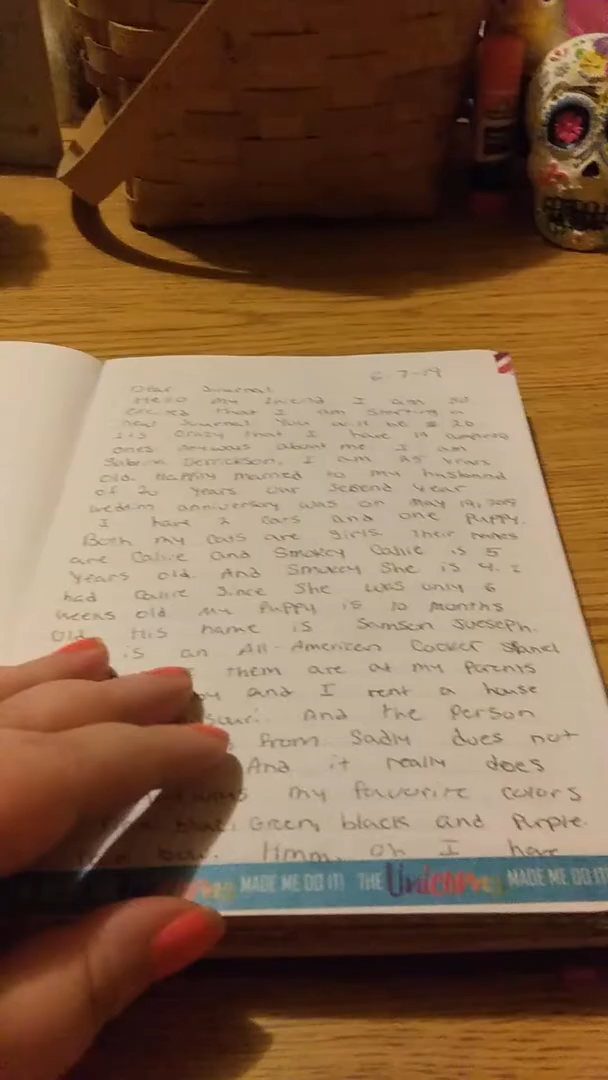 6-7-19
Dear Journal
Hello my friend I am so
excited that I am starting a
new Journal you will be # 20
Its crazy that I have 19 
ones anyways about me I am
Sabrina I am 25 years
old. Happily married to my husband
of 2 years our second year
weddin anniversary was on May 19, 2019
I have 2 cats and one Puppy.
Both my cats are girls. Their names
are Callie and Smokey Callie is 5
Years old. And Smokey She is 4. I
had Callie Since She was only 6
weeks old my Puppy is 10 months
Old. His name is Samson
is an All-American Cocker Spaniel
them are at my Parents
and I rent a house
And the Person
from Sadly does not
And it really does
my favorite colors
Green, black and Purple.
Hmm, oh I have
MADE ME DO IT! THE Unicorn MADE ME DO IT!